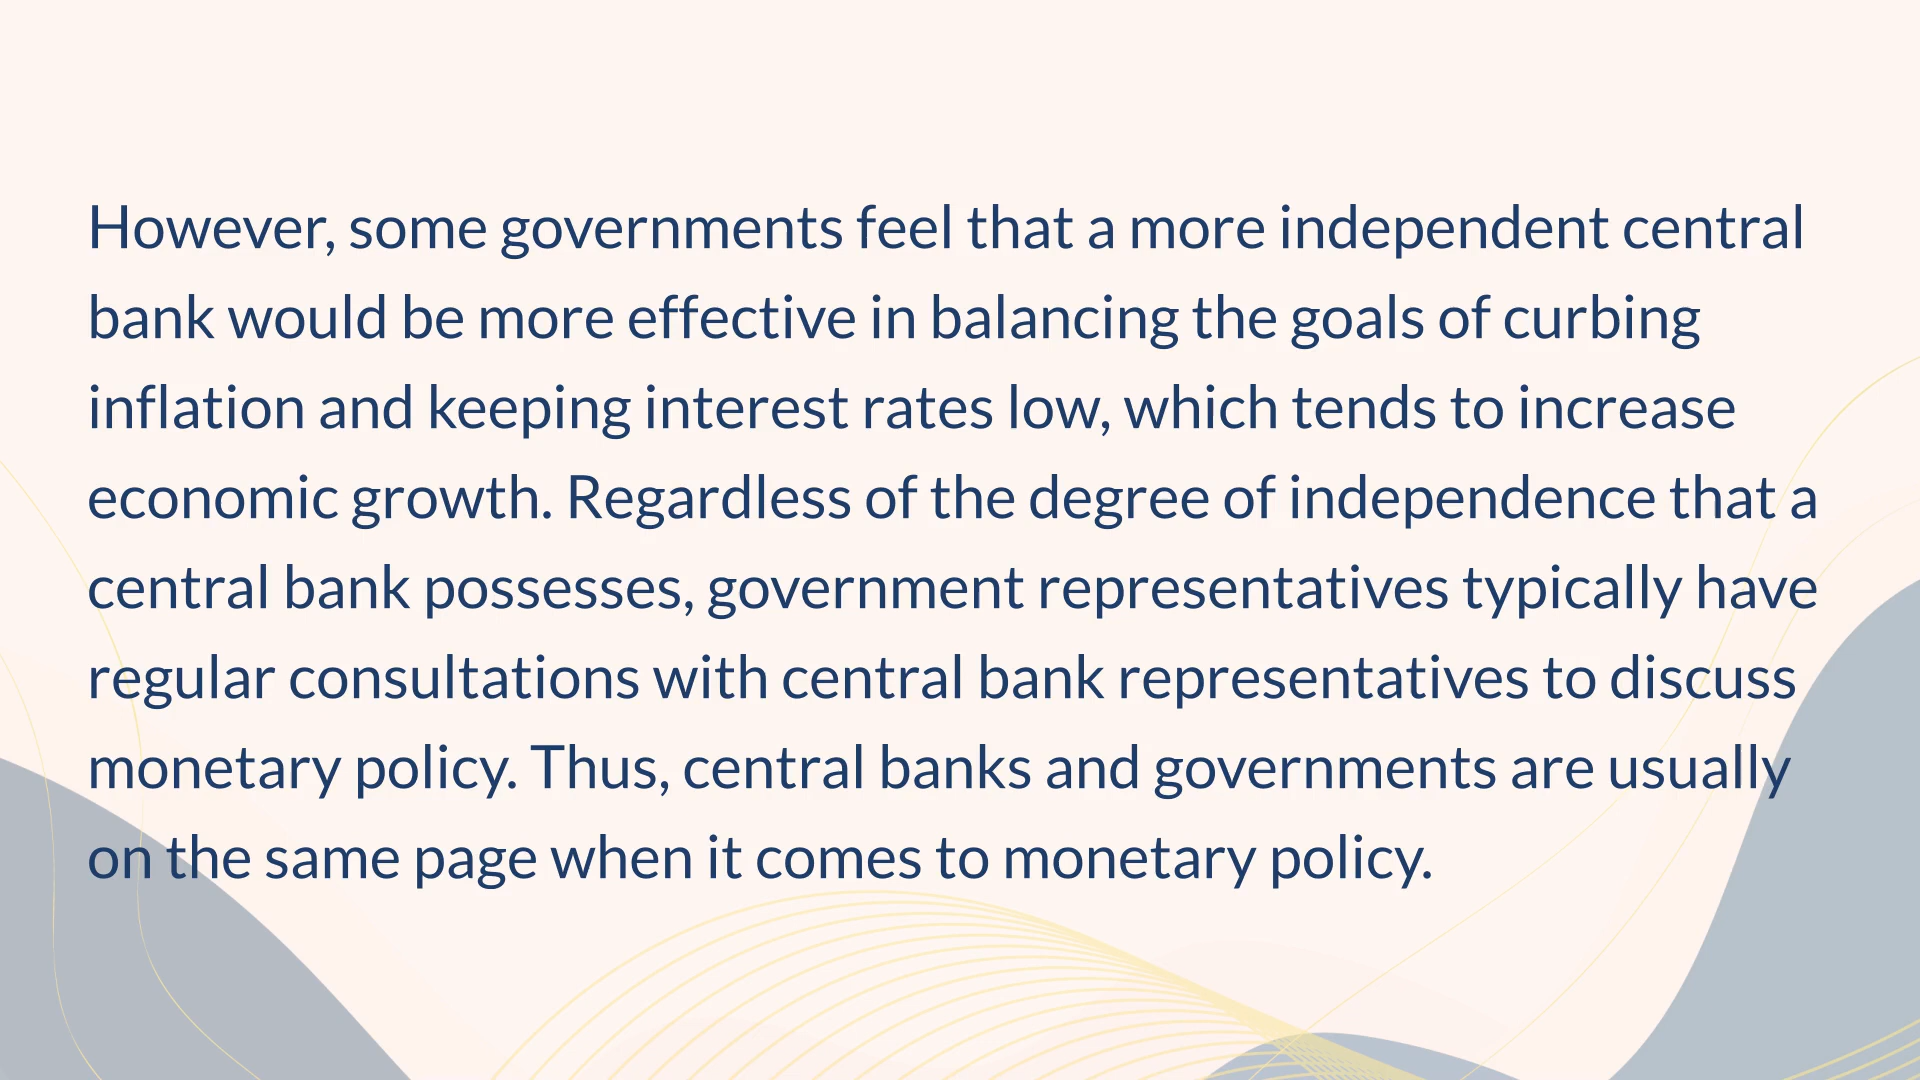 However, some governments feel that a more independent central
bank would be more effective in balancing the goals of curbing
inflation and keeping interest rates low, which tends to increase
economic growth. Regardless of the degree of independence that a
central bank possesses, government representatives typically have
regular consultations with central bank representatives to discuss
monetary policy. Thus, central banks and governments are usually
on the same page when it comes to monetary policy.